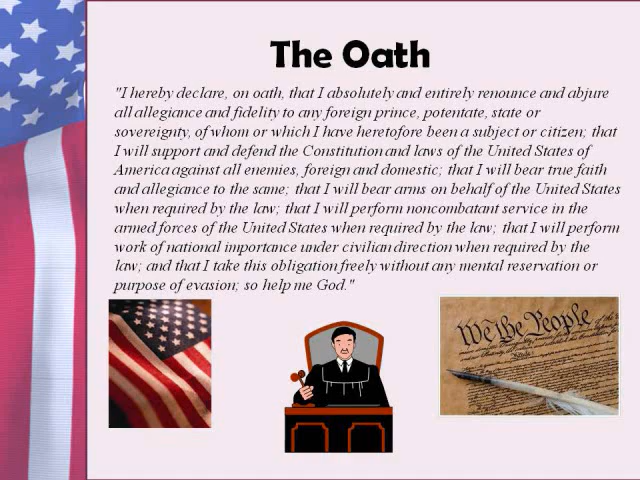 The Oath
"I hereby declare, on oath, that I absolutely and entirely renounce and abjure
all allegiance and fidelity to any foreign prince, potentate, state or
sovereignty, of whom or which I have heretofore been a subject or citizen; that
I will support and defend the Constitution and laws of the United States of
America against all enemies, foreign and domestic; that I will bear true faith
and allegiance to the same; that I will bear arms on behalf of the United States
when required by the law; that I will perform noncombatant service in the
armed forces of the United States when required by the law; that I will perform
work of national importance under civilian direction when required by the
law; and that I take this obligation freely without any mental reservation or
purpose of evasion; so help me God."
We the People